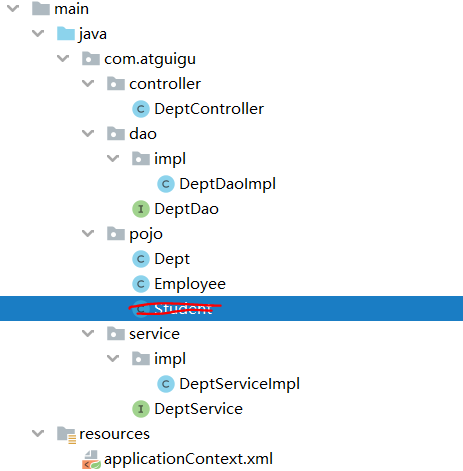 main
java
com.atguigu
controller
DeptController
dao
impl
DeptDaoImpl
DeptDao
pojo
Dept
Employee
Student
service
impl
DeptServiceImpl
DeptService
resources
applicationContext.xml